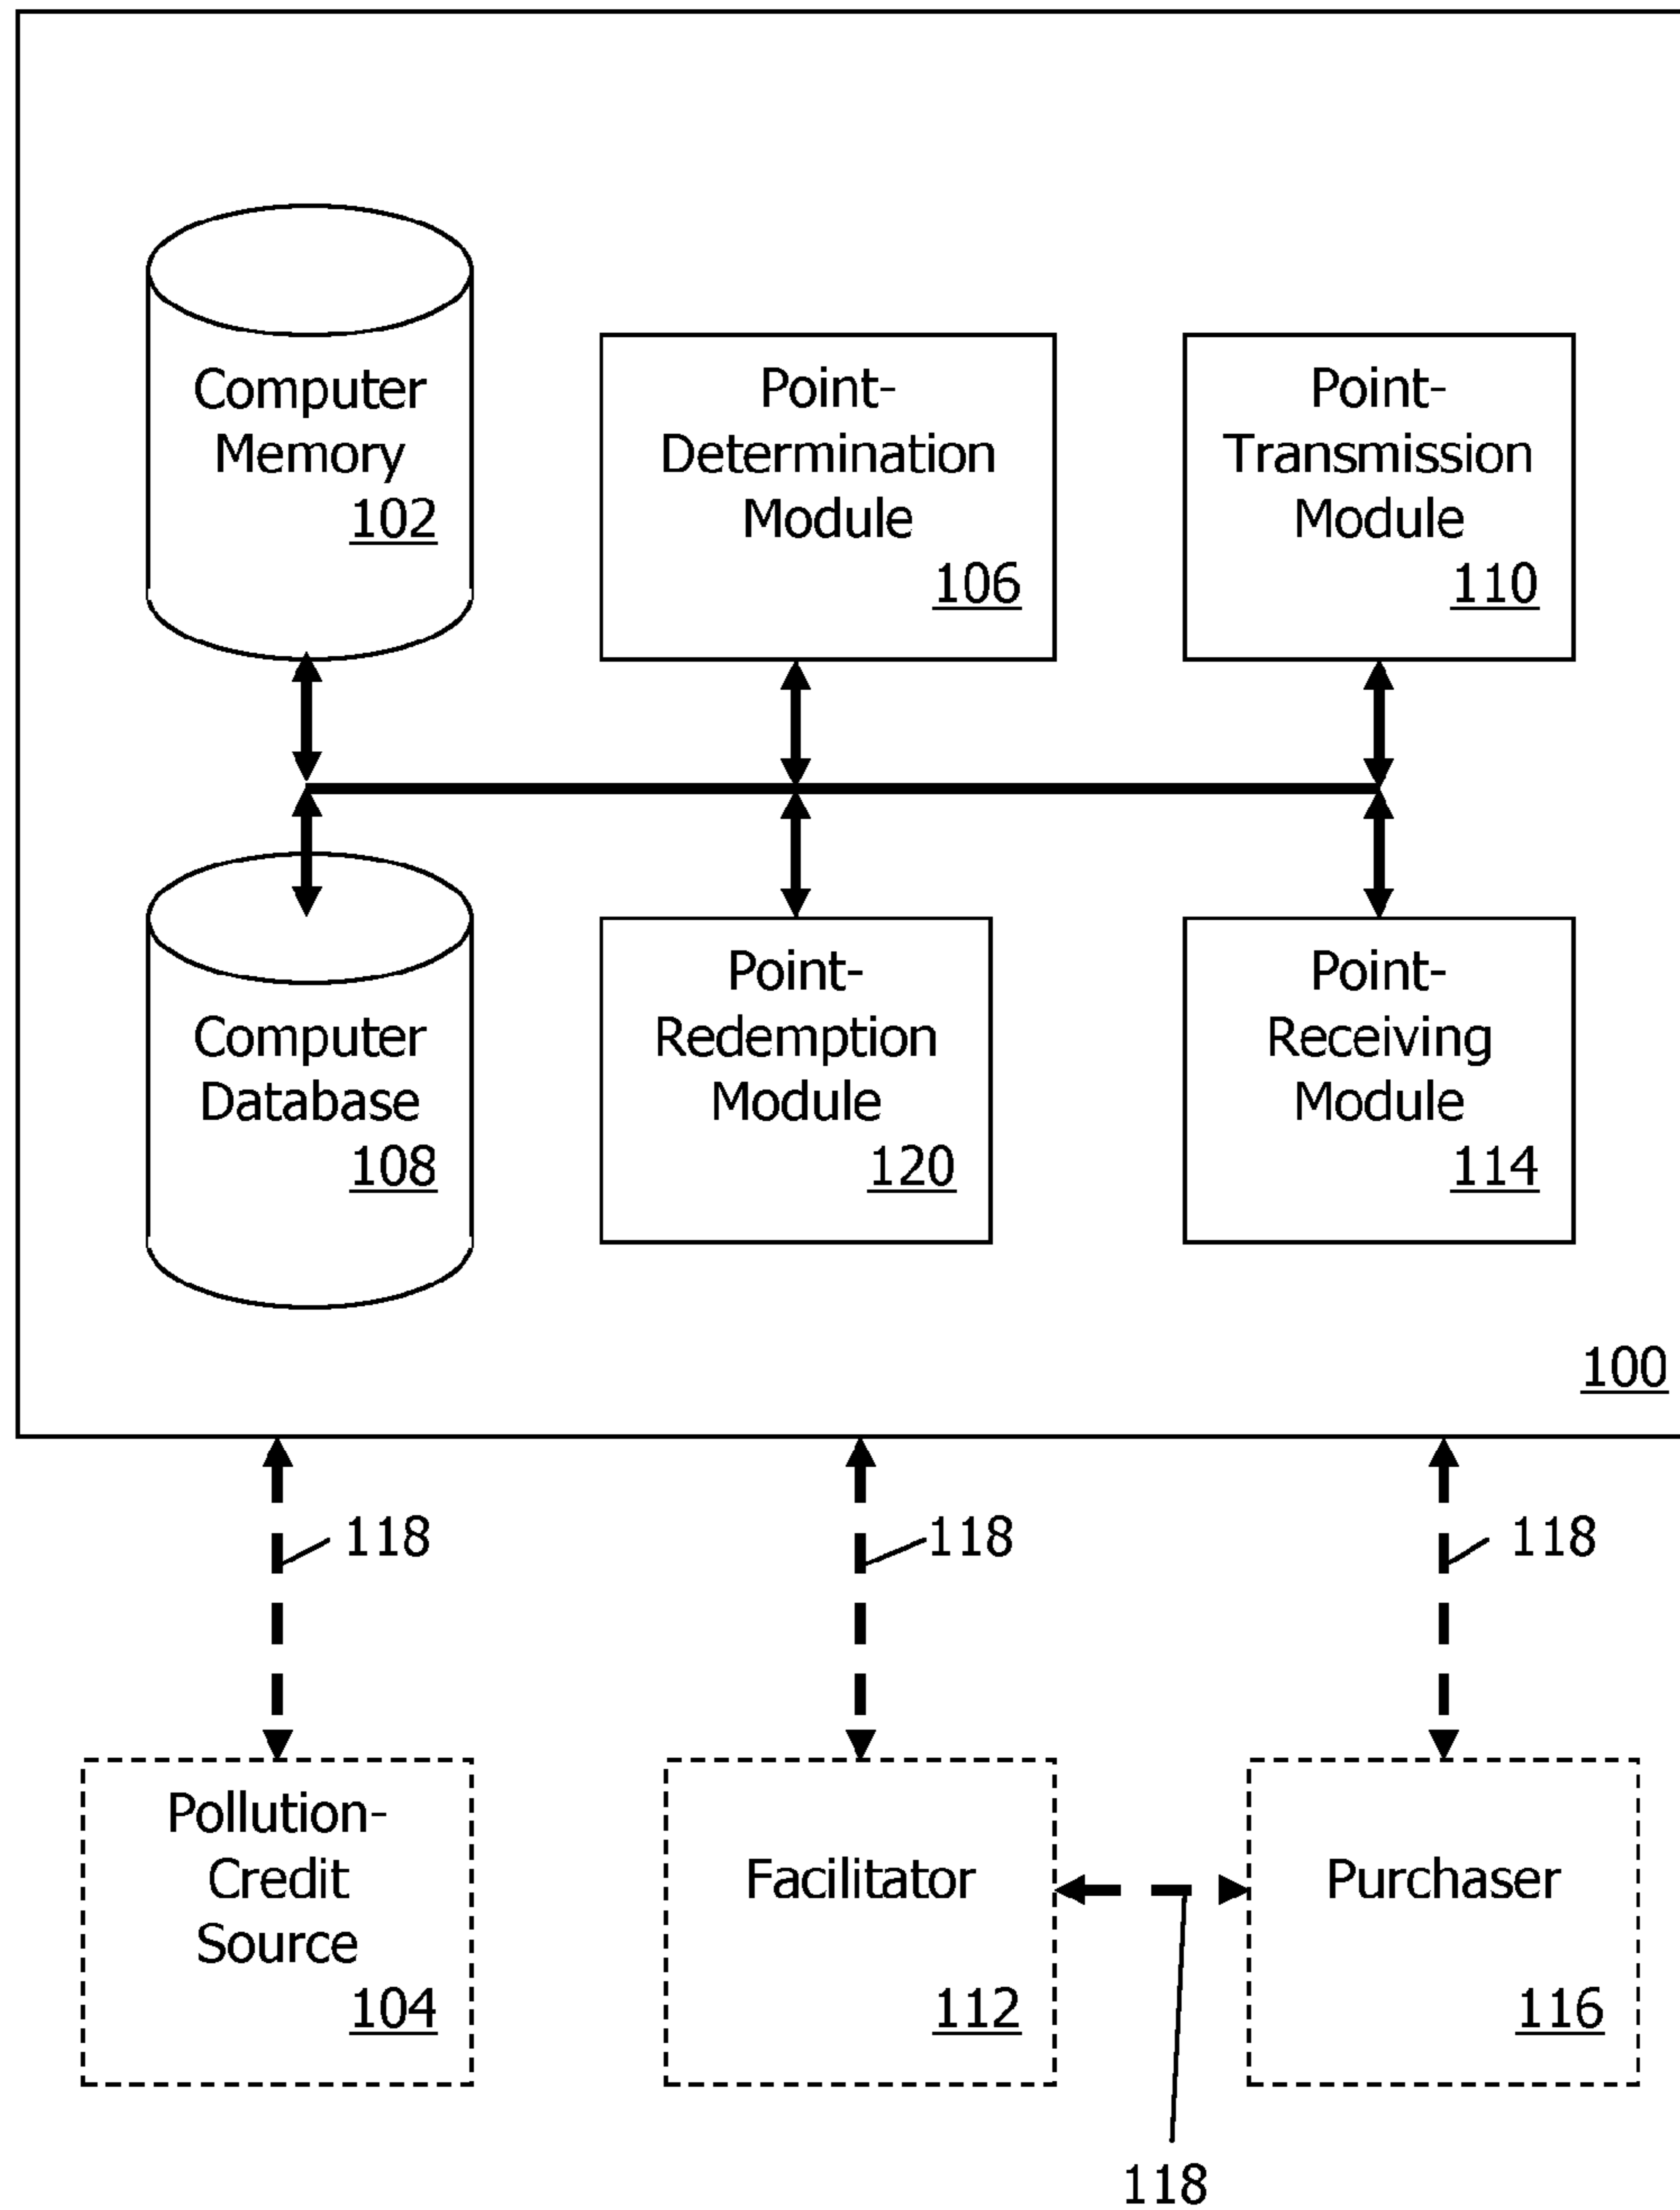 Computer
Memory
102
Point-
Determination
Module
106
Point-
Transmission
Module
110
Computer
Database
108
Point-
Redemption
Module
120
Point-
Receiving
Module
114
100
118
118
118
Pollution-
Credit
Source
104
Facilitator
112
Purchaser
116
118